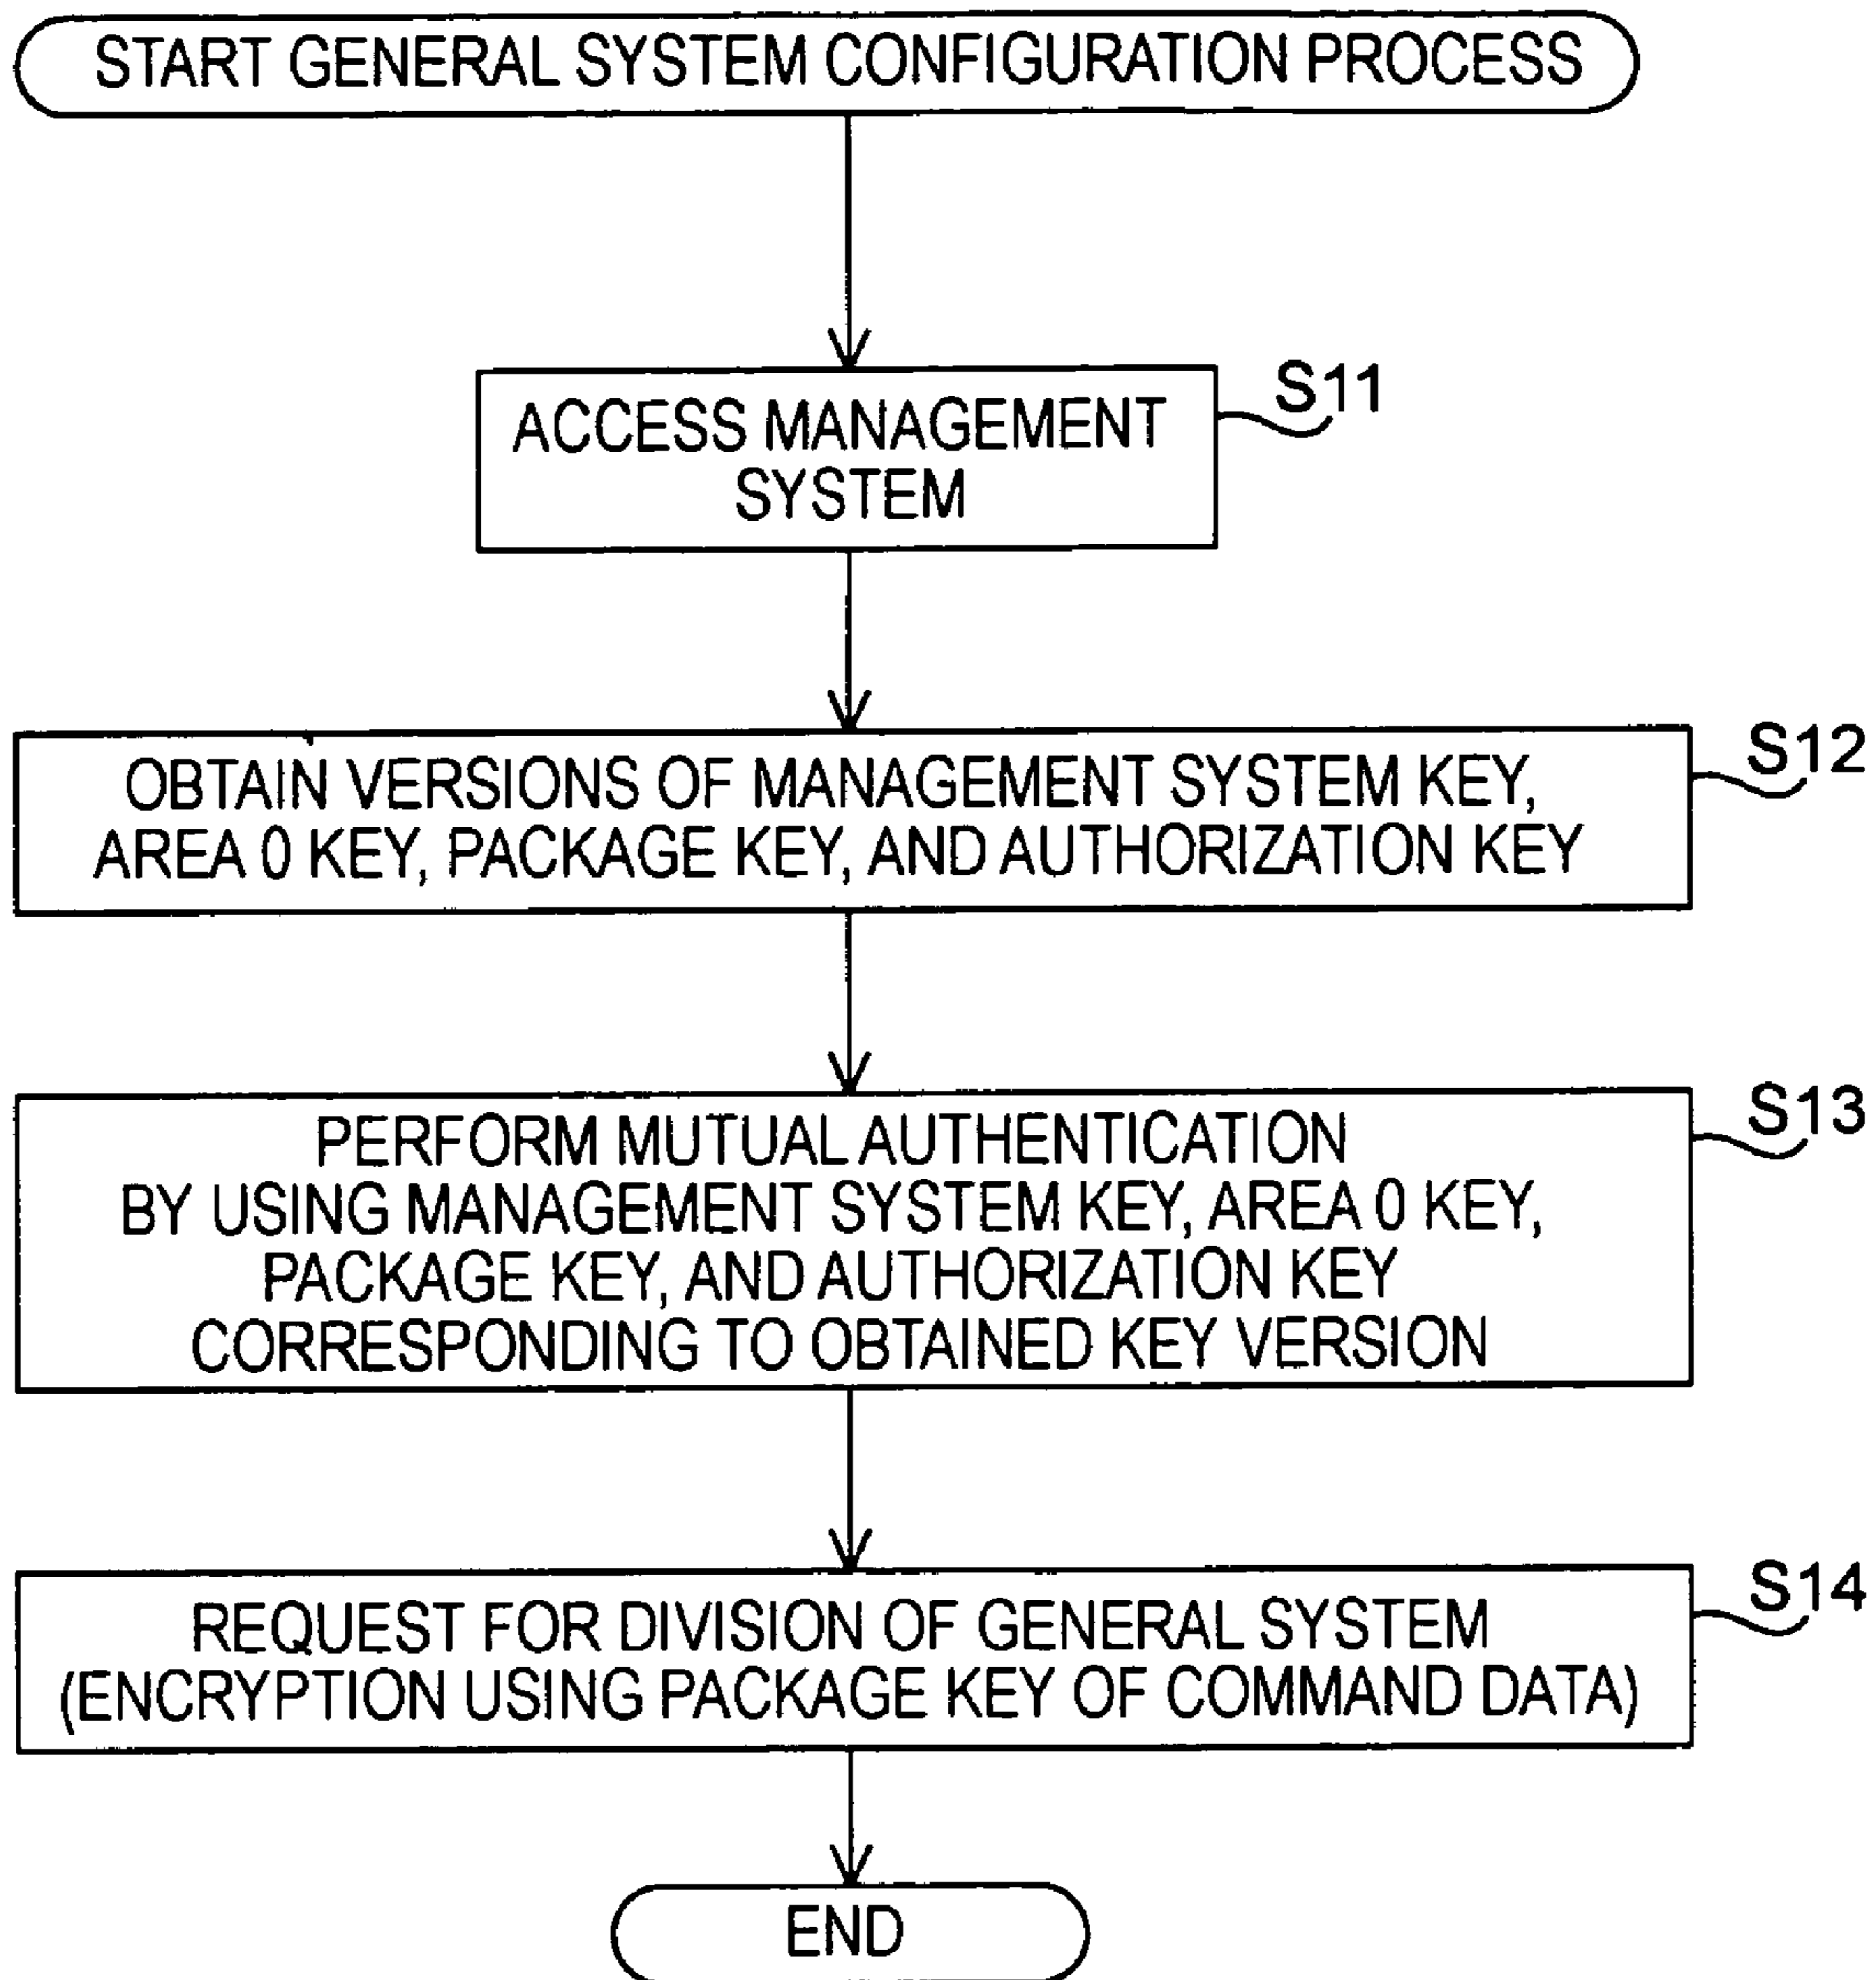 START GENERAL SYSTEM CONFIGURATION PROCESS
ACCESS MANAGEMENT
SYSTEM
S11
OBTAIN VERSIONS OF MANAGEMENT SYSTEM KEY,
AREA 0 KEY, PACKAGE KEY, AND AUTHORIZATION KEY
S12
PERFORM MUTUAL AUTHENTICATION
BY USING MANAGEMENT SYSTEM KEY, AREA 0 KEY,
PACKAGE KEY, AND AUTHORIZATION KEY
CORRESPONDING TO OBTAINED KEY VERSION
S13
REQUEST FOR DIVISION OF GENERAL SYSTEM
(ENCRYPTION USING PACKAGE KEY OF COMMAND DATA)
S14
END